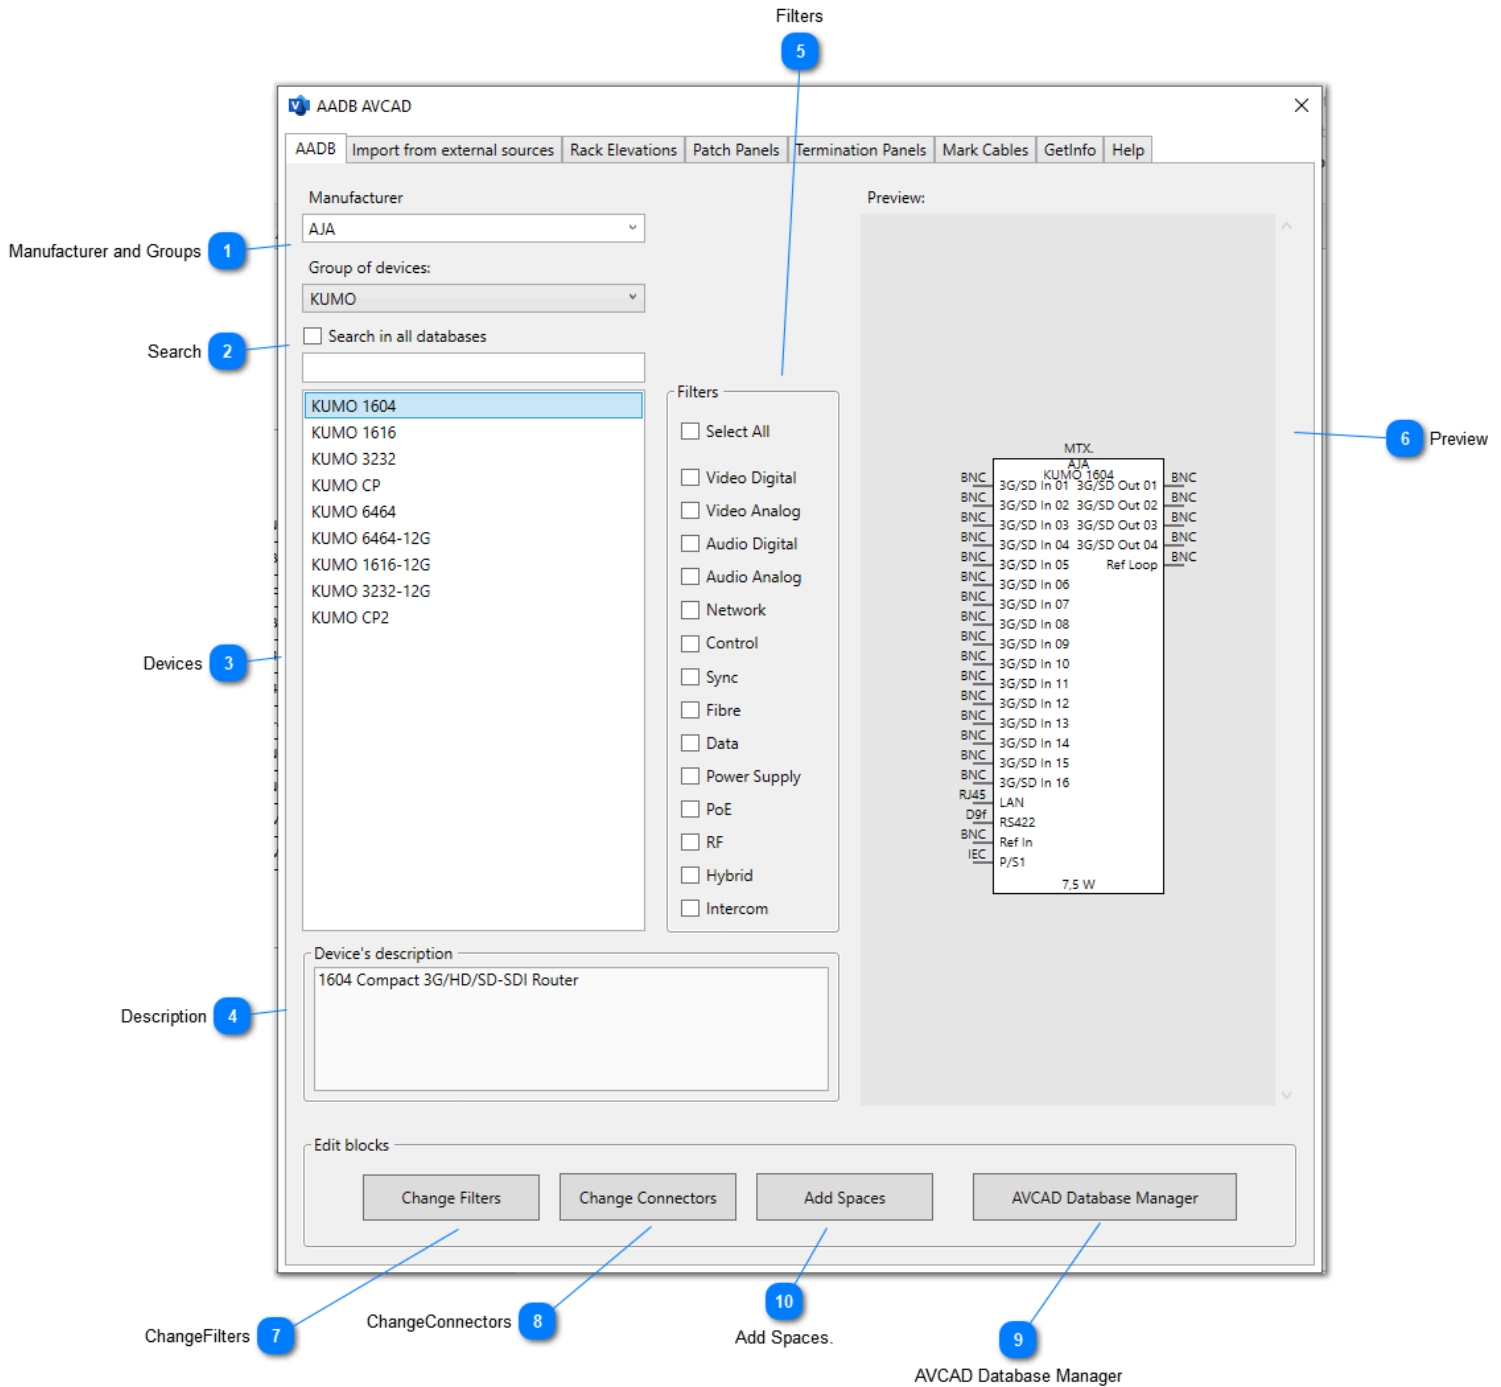 Filters
5
AADB AVCAD
AADB Import from external sources Rack Elevations Patch Panels Termination Panels Mark Cables GetInfo Help
Manufacturer
AJA
Manufacturer and Groups 1
Group of devices:
KUMO
Search in all databases
Search 2
KUMO 1604
KUMO 1616
KUMO 3232
KUMO CP
KUMO 6464
KUMO 6464-12G
KUMO 1616-12G
KUMO 3232-12G
KUMO CP2
Devices 3
Filters
Select All
Video Digital
Video Analog
Audio Digital
Audio Analog
Network
Control
Sync
Fibre
Data
Power Supply
PoE
RF
Hybrid
Intercom
Preview:
6 Preview
MTX.
AJA
KUMO 1604
BNC 3G/SD In 01 3G/SD Out 01 BNC
BNC 3G/SD In 02 3G/SD Out 02 BNC
BNC 3G/SD In 03 3G/SD Out 03 BNC
BNC 3G/SD In 04 3G/SD Out 04 BNC
BNC 3G/SD In 05 Ref Loop BNC
BNC 3G/SD In 06
BNC 3G/SD In 07
BNC 3G/SD In 08
BNC 3G/SD In 09
BNC 3G/SD In 10
BNC 3G/SD In 11
BNC 3G/SD In 12
BNC 3G/SD In 13
BNC 3G/SD In 14
BNC 3G/SD In 15
BNC 3G/SD In 16
RJ45 LAN
D9f RS422
BNC Ref In
IEC P/S1
7,5 W
Device's description
1604 Compact 3G/HD/SD-SDI Router
Description 4
Edit blocks
Change Filters Change Connectors Add Spaces AVCAD Database Manager
ChangeFilters 7
ChangeConnectors 8
10
Add Spaces.
9
AVCAD Database Manager